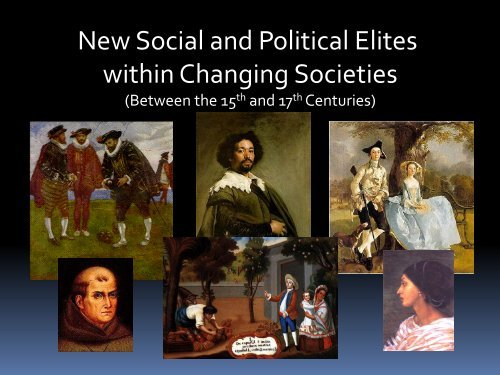 New Social and Political Elites
within Changing Societies
(Between the 15th and 17th Centuries)